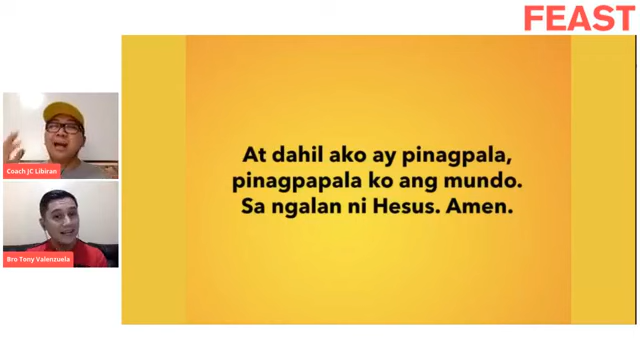 FEAST
At dahil ako ay pinagpala,
pinagpapala ko ang mundo.
Sa ngalan ni Hesus. Amen.
Coach JC Libiran
Bro Tony Valenzuela